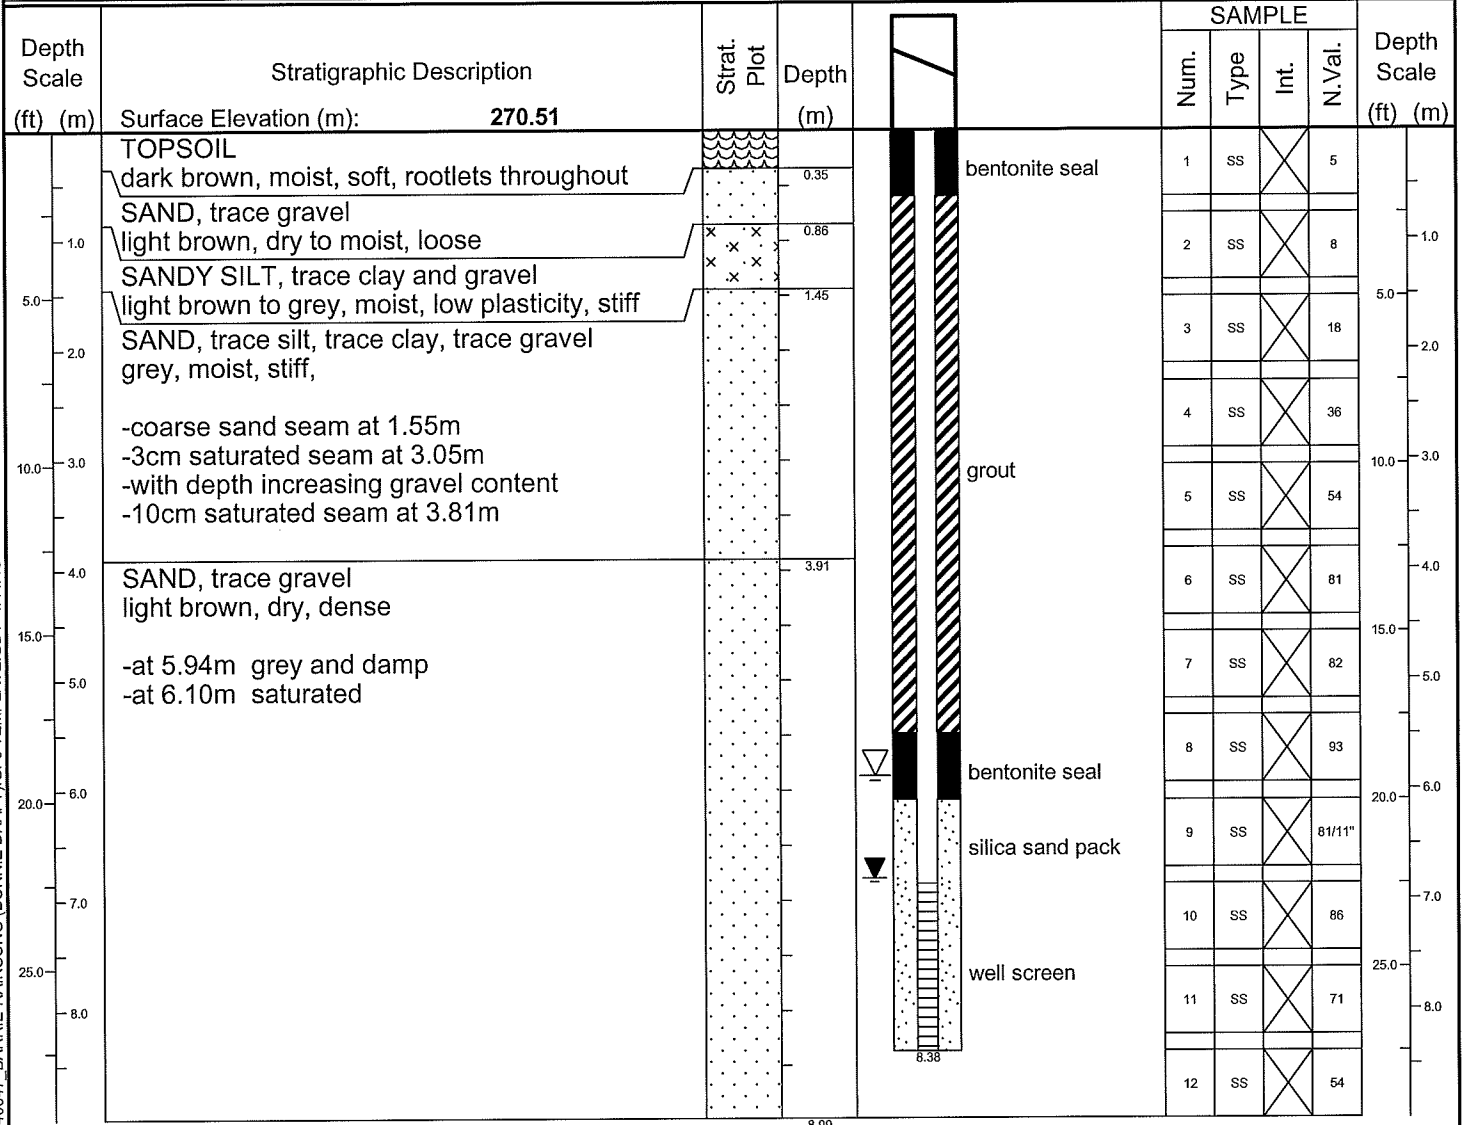 SAMPLE
Depth Scale
Stratigraphic Description
Strat. Plot
Depth
Num.
Type
Int.
N.Val.
Depth Scale
(ft) (m)
Surface Elevation (m): 270.51
(m)
(ft) (m)
TOPSOIL
dark brown, moist, soft, rootlets throughout
0.35
SAND, trace gravel
light brown, dry to moist, loose
0.86
SANDY SILT, trace clay and gravel
light brown to grey, moist, low plasticity, stiff
1.45
SAND, trace silt, trace clay, trace gravel
grey, moist, stiff,
-coarse sand seam at 1.55m
-3cm saturated seam at 3.05m
-with depth increasing gravel content
-10cm saturated seam at 3.81m
3.91
SAND, trace gravel
light brown, dry, dense
-at 5.94m grey and damp
-at 6.10m saturated
1.0
5.0
2.0
10.0
3.0
4.0
15.0
5.0
20.0
6.0
7.0
25.0
8.0
bentonite seal
grout
bentonite seal
silica sand pack
well screen
8.38
1 SS 5
2 SS 8
3 SS 18
4 SS 36
5 SS 54
6 SS 81
7 SS 82
8 SS 93
9 SS 81/11"
10 SS 86
11 SS 71
12 SS 54
1.0
5.0
2.0
10.0
3.0
4.0
15.0
5.0
20.0
6.0
7.0
25.0
8.0